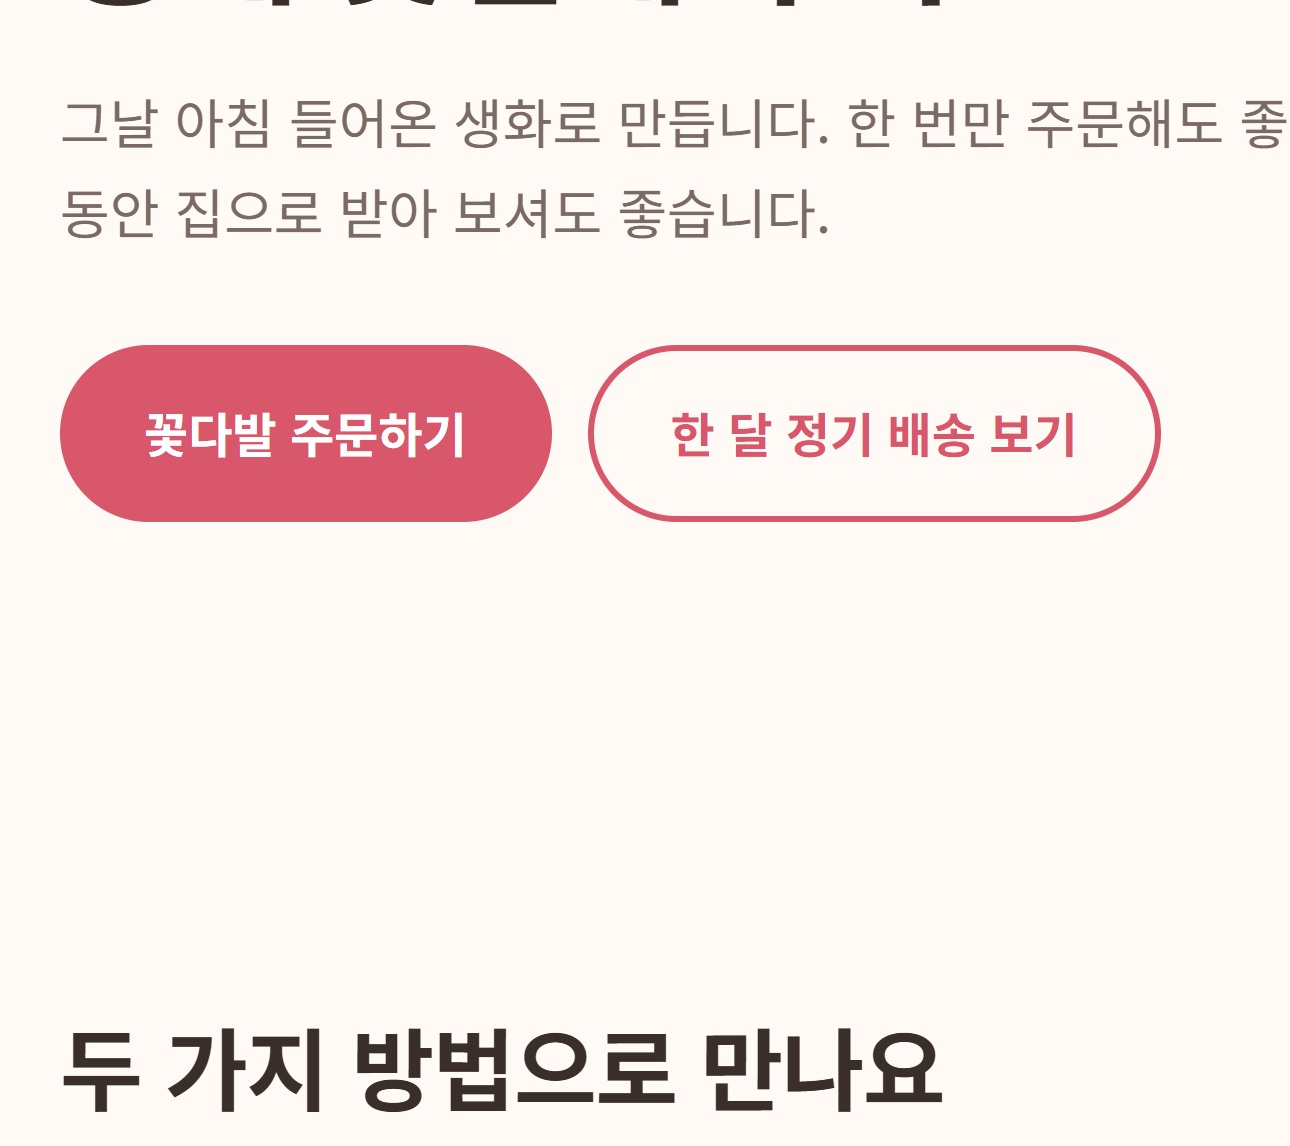 그날 아침 들어온 생화로 만듭니다. 한 번만 주문해도 좋
동안 집으로 받아 보셔도 좋습니다.
꽃다발 주문하기
한 달 정기 배송 보기
두 가지 방법으로 만나요